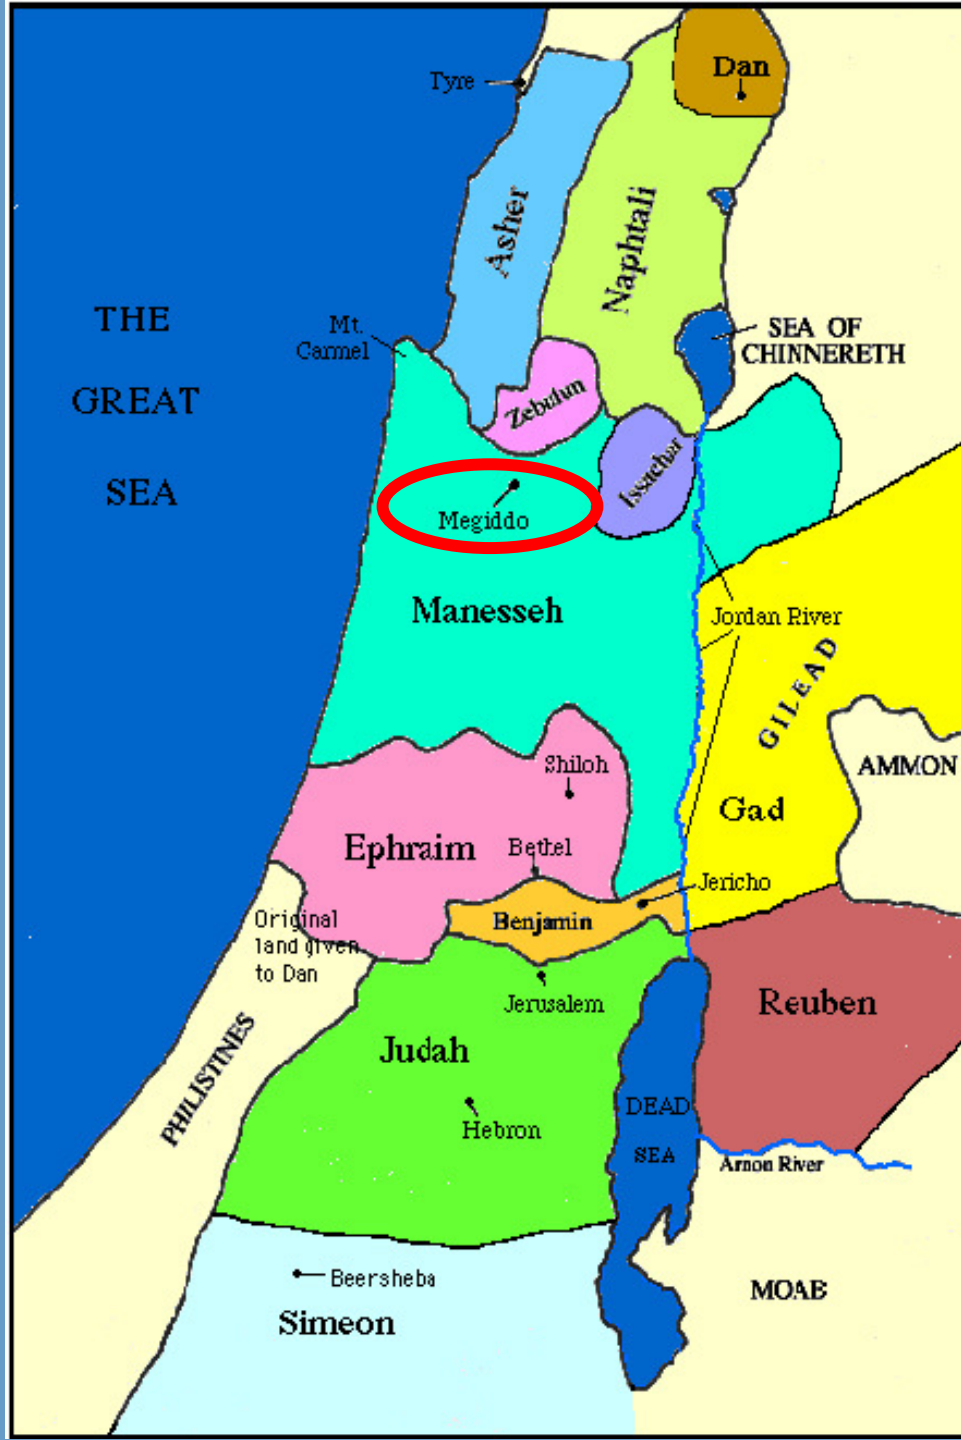 Dan
Tyre
Asher
Naphtali
THE
GREAT
SEA
Mt.
Carmel
SEA OF
CHINNERETH
Zebulun
Issachar
Megiddo
Manesseh
Jordan River
GILEAD
Shiloh
AMMON
Gad
Ephraim
Bethel
Jericho
Benjamin
Original
land given
to Dan
Jerusalem
Reuben
Judah
PHILISTINES
Hebron
DEAD
SEA
Arnon River
Beersheba
MOAB
Simeon